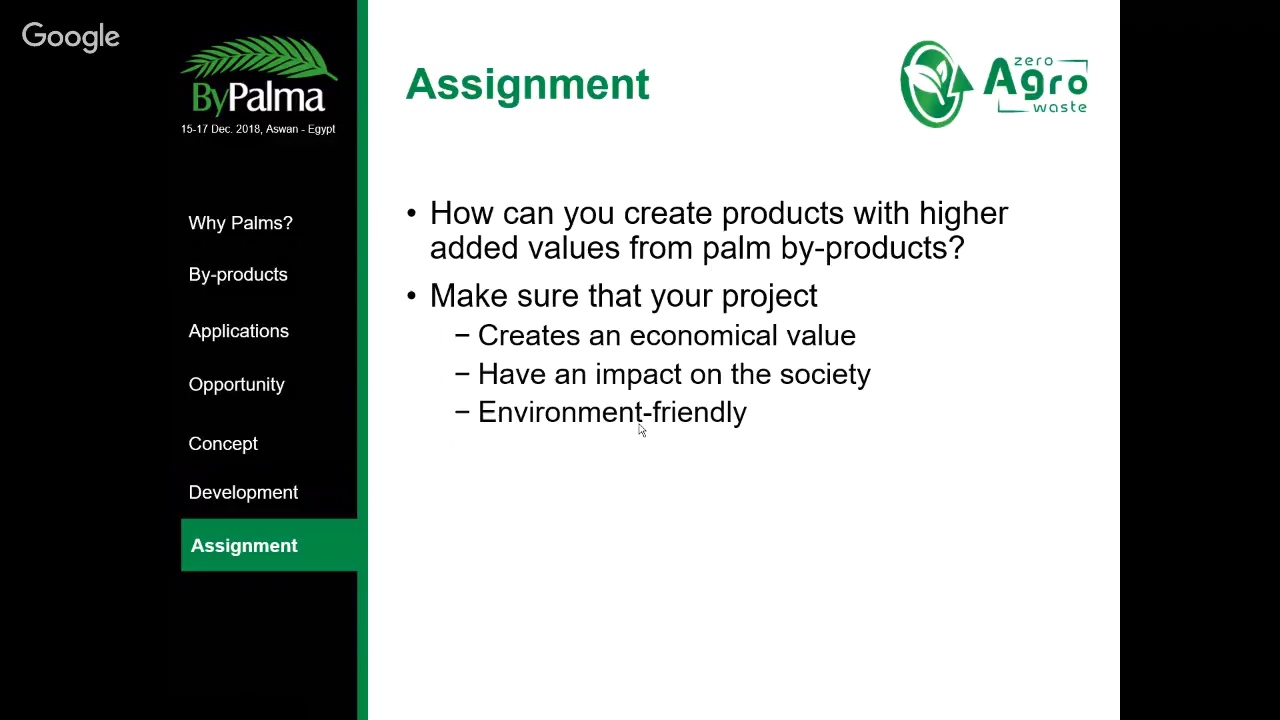 Google
ByPalma
15-17 Dec. 2018, Aswan - Egypt
Why Palms?
By-products
Applications
Opportunity
Concept
Development
Assignment
Assignment
zero
Agro
waste
• How can you create products with higher
added values from palm by-products?
• Make sure that your project
– Creates an economical value
– Have an impact on the society
– Environment-friendly